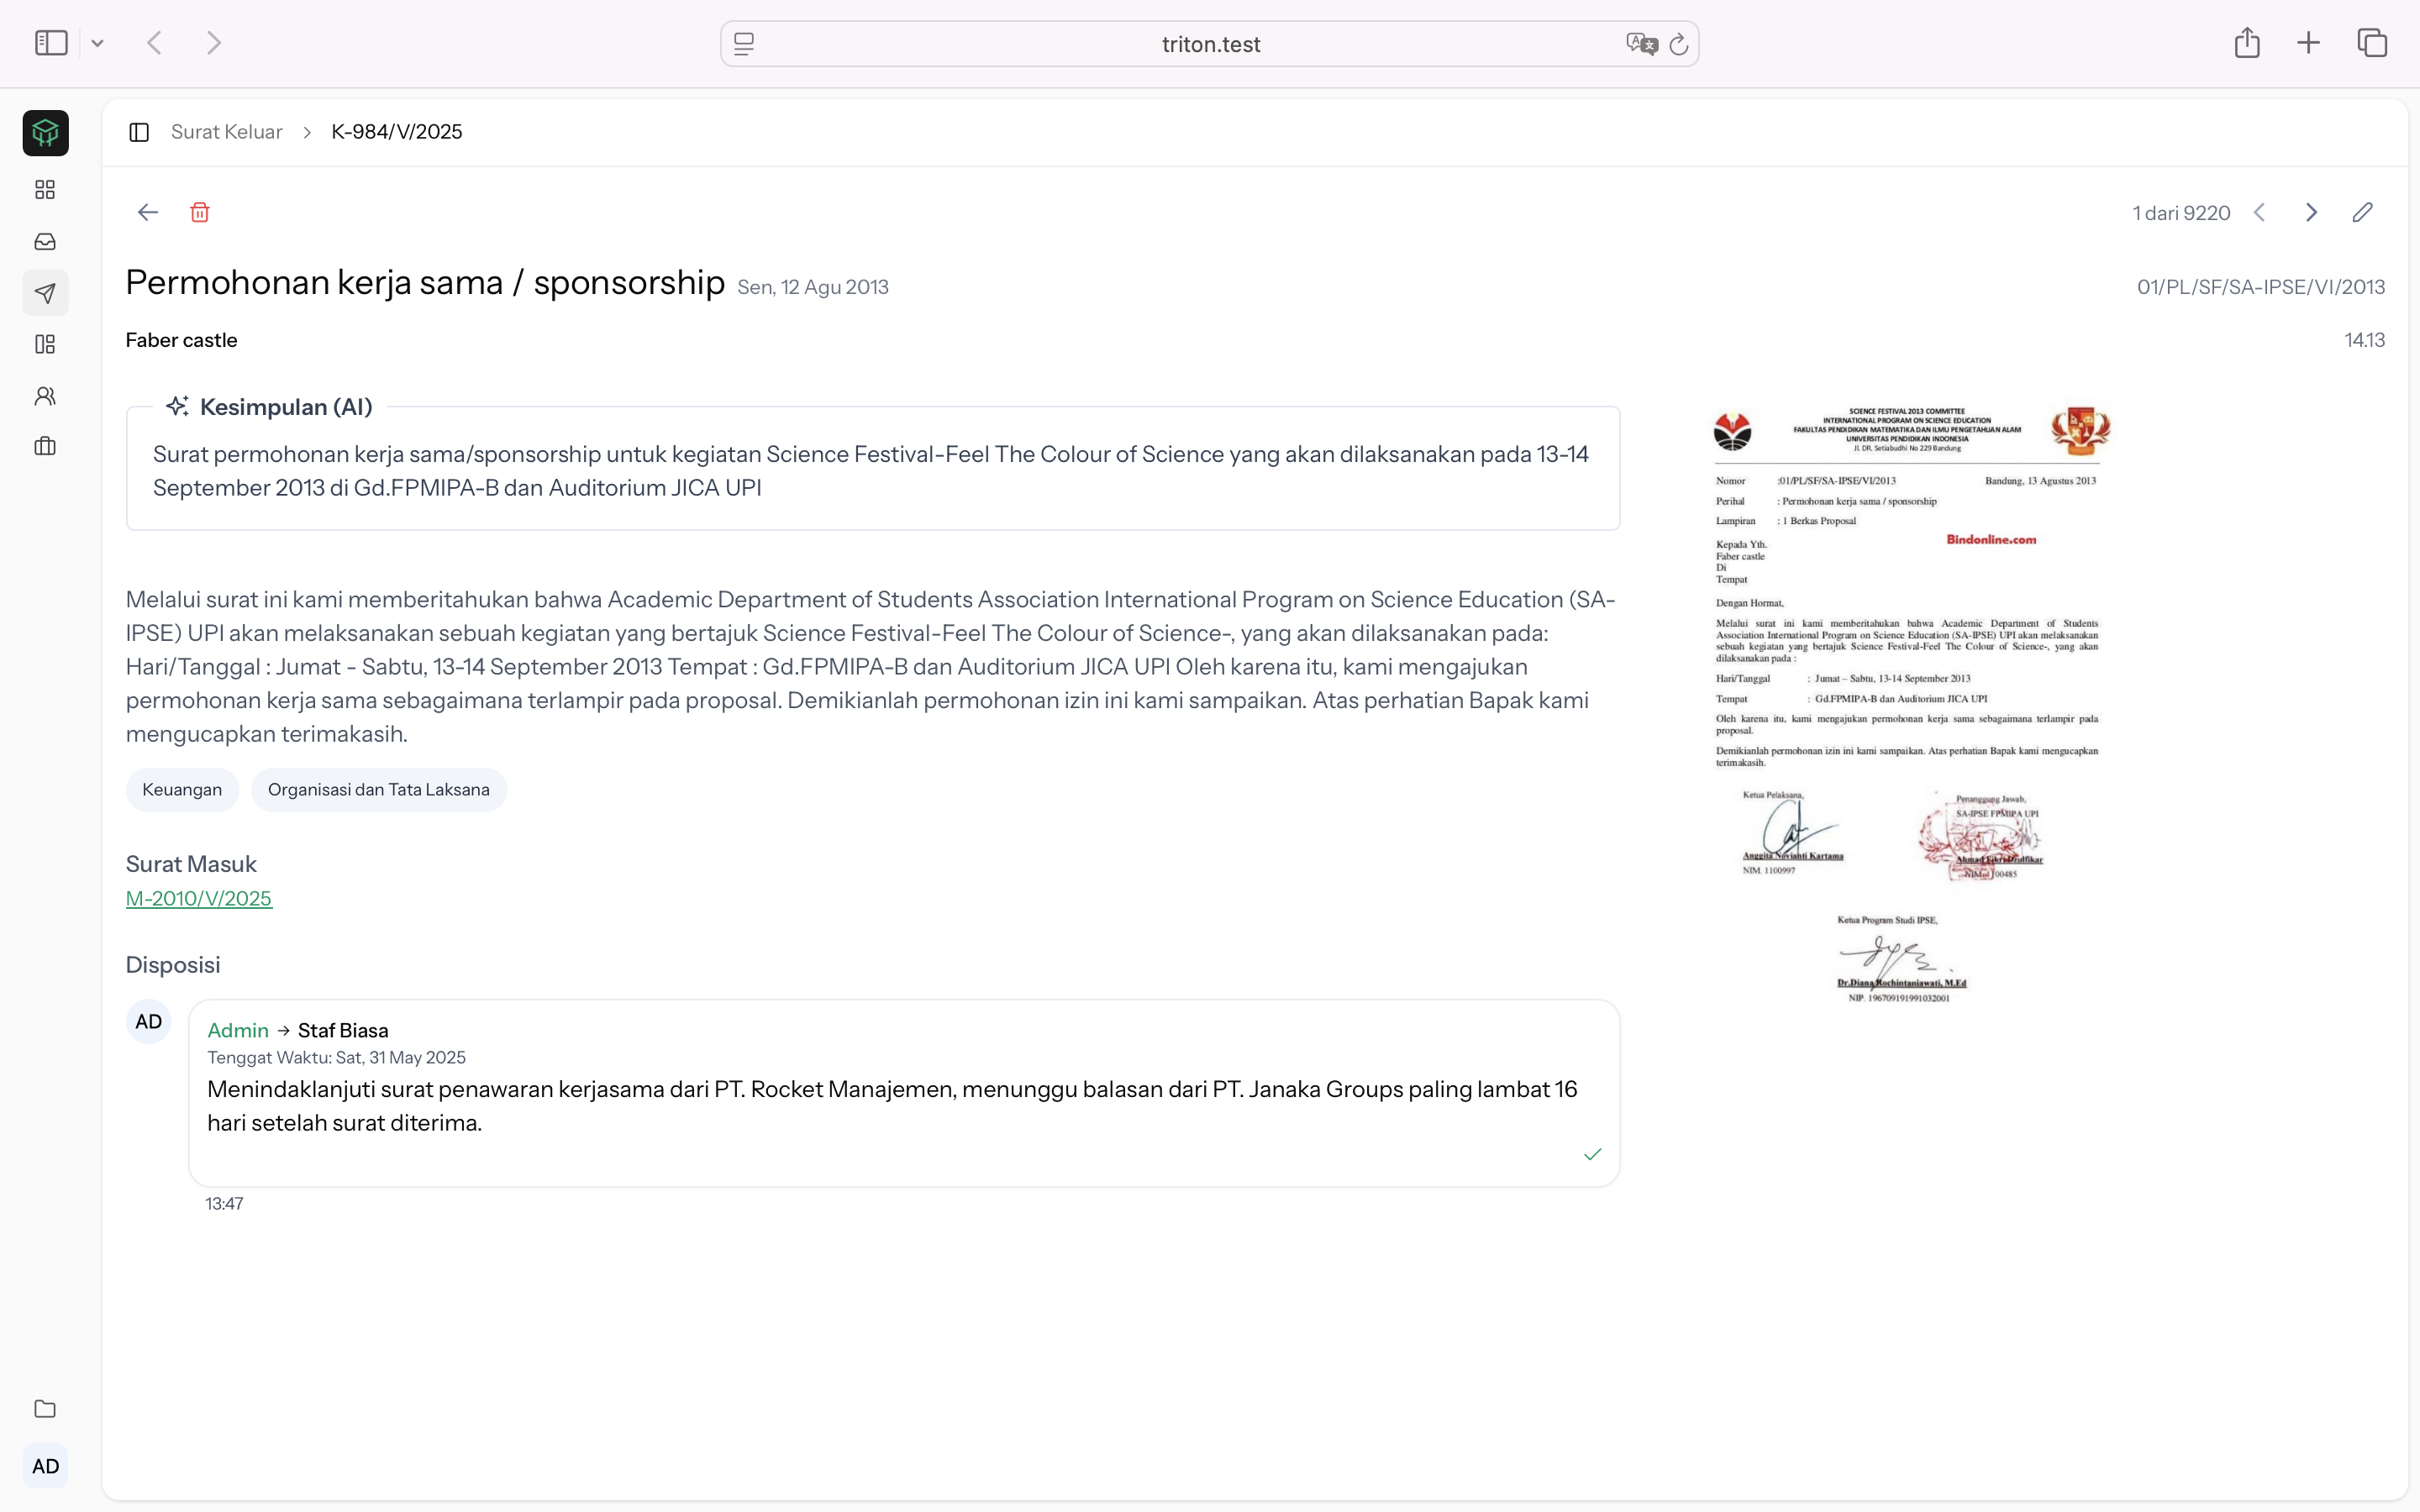 triton.test
Surat Keluar > K-984/V/2025
1 dari 9220
Permohonan kerja sama / sponsorship Sen, 12 Agu 2013
01/PL/SF/SA-IPSE/VI/2013
Faber castle
14.13
Kesimpulan (AI)
Surat permohonan kerja sama/sponsorship untuk kegiatan Science Festival-Feel The Colour of Science yang akan dilaksanakan pada 13-14
September 2013 di Gd.FPMIPA-B dan Auditorium JICA UPI
Melalui surat ini kami memberitahukan bahwa Academic Department of Students Association International Program on Science Education (SA-
IPSE) UPI akan melaksanakan sebuah kegiatan yang bertajuk Science Festival-Feel The Colour of Science-, yang akan dilaksanakan pada:
Hari/Tanggal : Jumat - Sabtu, 13-14 September 2013 Tempat : Gd.FPMIPA-B dan Auditorium JICA UPI Oleh karena itu, kami mengajukan
permohonan kerja sama sebagaimana terlampir pada proposal. Demikianlah permohonan izin ini kami sampaikan. Atas perhatian Bapak kami
mengucapkan terimakasih.
Keuangan
Organisasi dan Tata Laksana
Surat Masuk
M-2010/V/2025
Disposisi
AD
Admin → Staf Biasa
Tenggat Waktu: Sat, 31 May 2025
Menindaklanjuti surat penawaran kerjasama dari PT. Rocket Manajemen, menunggu balasan dari PT. Janaka Groups paling lambat 16
hari setelah surat diterima.
13:47
AD
SCIENCE FESTIVAL 2013 COMMITTEE
INTERNATIONAL PROGRAM ON SCIENCE EDUCATION
FAKULTAS PENDIDIKAN MATEMATIKA DAN ILMU PENGETAHUAN ALAM
UNIVERSITAS PENDIDIKAN INDONESIA
Jl. DR. Setiabudhi No 229 Bandung
Nomor :01/PL/SF/SA-IPSE/VI/2013 Bandung, 13 Agustus 2013
Perihal : Permohonan kerja sama / sponsorship
Lampiran : 1 Berkas Proposal
Bindonline.com
Kepada Yth.
Faber castle
Di
Tempat
Dengan Hormat,
Melalui surat ini kami memberitahukan bahwa Academic Department of Students
Association International Program on Science Education (SA-IPSE) UPI akan melaksanakan
sebuah kegiatan yang bertajuk Science Festival-Feel The Colour of Science-, yang akan
dilaksanakan pada :
Hari/Tanggal : Jumat – Sabtu, 13-14 September 2013
Tempat : Gd.FPMIPA-B dan Auditorium JICA UPI
Oleh karena itu, kami mengajukan permohonan kerja sama sebagaimana terlampir pada
proposal.
Demikianlah permohonan izin ini kami sampaikan. Atas perhatian Bapak kami mengucapkan
terimakasih.
Ketua Pelaksana,
Anggita Novianti Kartama
NIM. 1100997
Penanggung Jawab,
SA-IPSE FPMIPA UPI
Ahmad Fikri Dzulfikar
Ketua Program Studi IPSE,
Dr.Diana Rochintaniawati, M.Ed
NIP. 196709191991032001